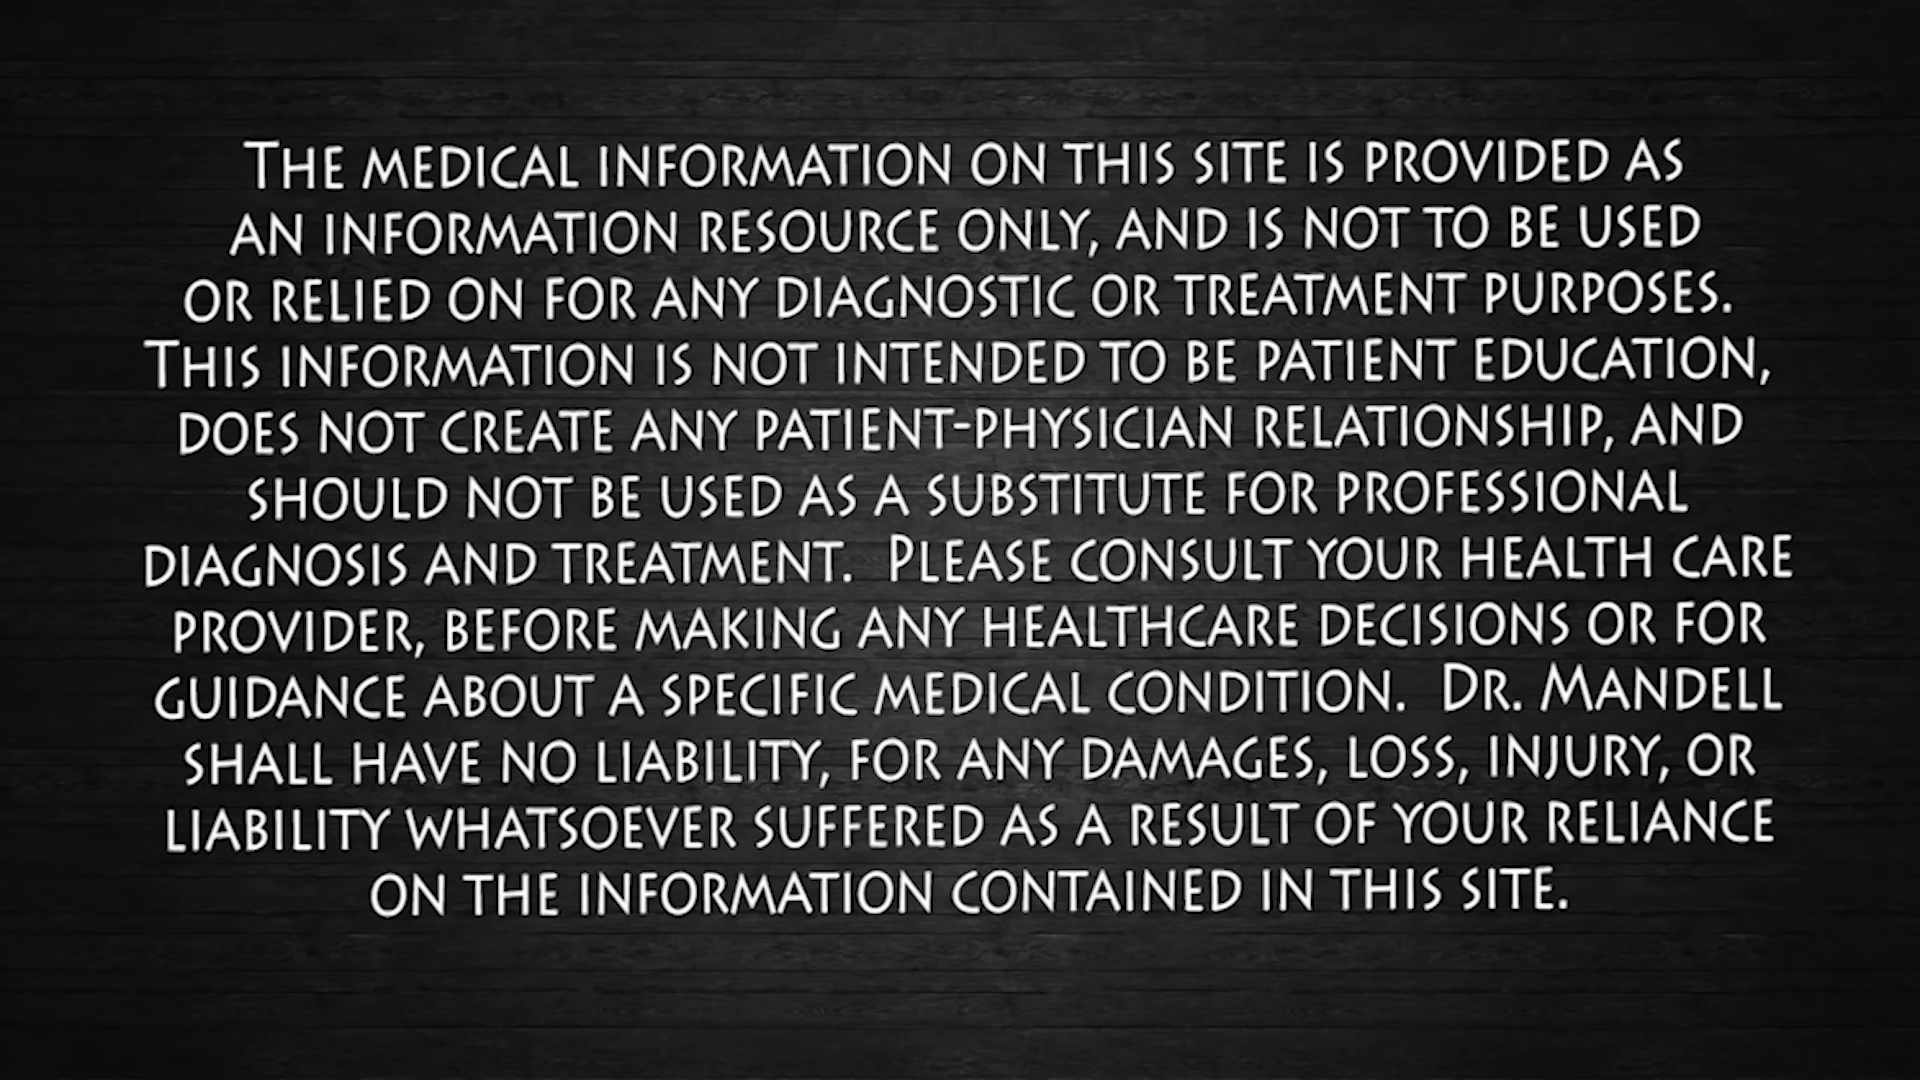 The medical information on this site is provided as
an information resource only, and is not to be used
or relied on for any diagnostic or treatment purposes.
This information is not intended to be patient education,
does not create any patient-physician relationship, and
should not be used as a substitute for professional
diagnosis and treatment. Please consult your health care
provider, before making any healthcare decisions or for
guidance about a specific medical condition. Dr. Mandell
shall have no liability, for any damages, loss, injury, or
liability whatsoever suffered as a result of your reliance
on the information contained in this site.